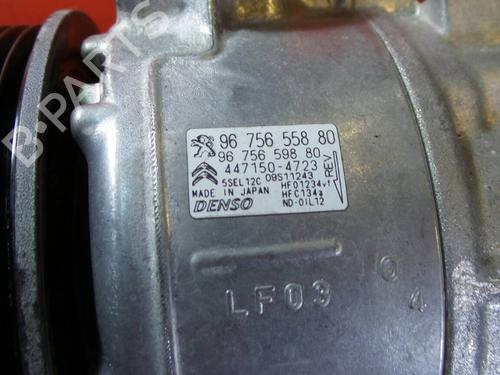 96 756 558 80
96 756 598 80
447150-4723
5SEL12C 09S11243
MADE IN JAPAN HF01234yf
DENSO HFC134a
ND-OIL12
REV
LF03
0
4
B-PARTS